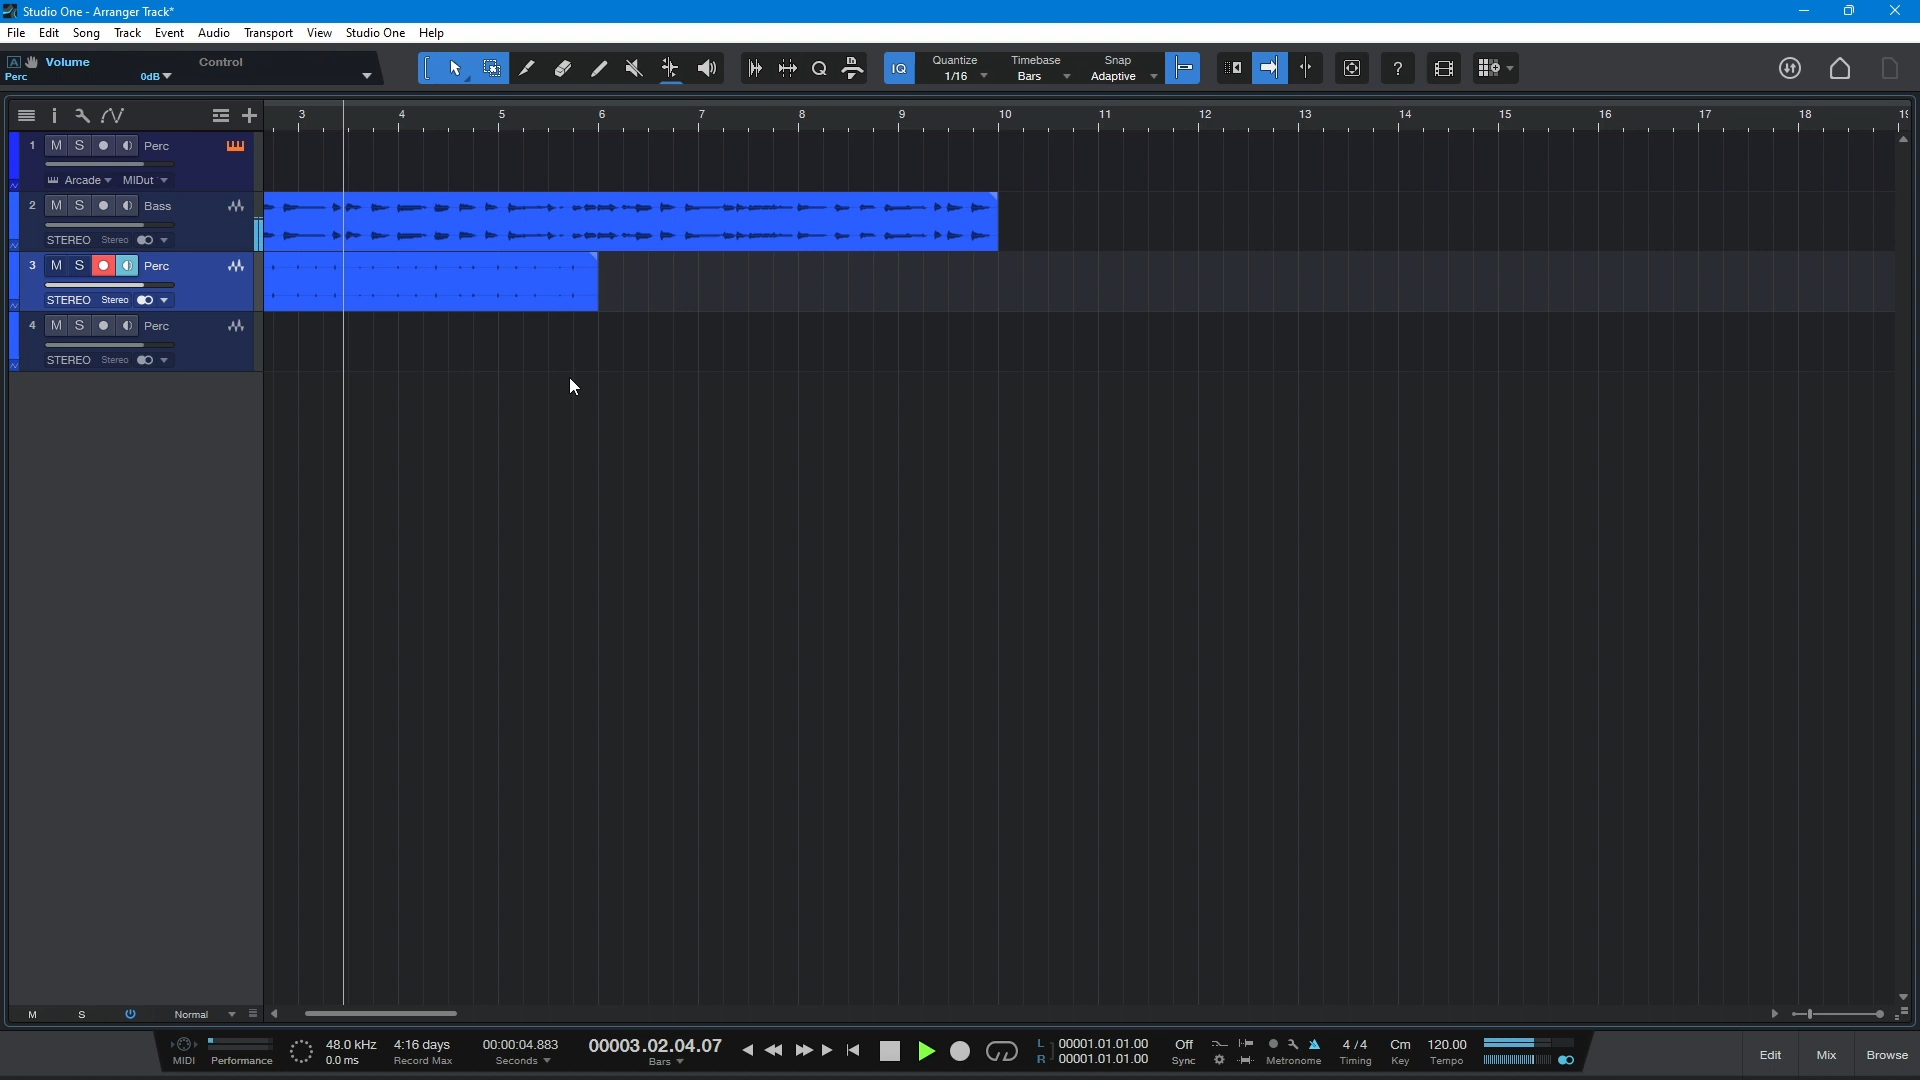 Studio One - Arranger Track*
File Edit Song Track Event Audio Transport View Studio One Help
A Volume Control
Perc 0dB
IQ Quantize Timebase Snap ?
1/16 Bars Adaptive
3 4 5 6 7 8 9 10 11 12 13 14 15 16 17 18
1 M S Perc
Arcade MIDut
2 M S Bass
STEREO Stereo
3 M S Perc
STEREO Stereo
4 M S Perc
STEREO Stereo
M S Normal
MIDI Performance
48.0 kHz 4:16 days 00:00:04.883 00003.02.04.07
0.0 ms Record Max Seconds Bars
L 00001.01.01.00 Off 4 / 4 Cm 120.00
R 00001.01.01.00 Sync Metronome Timing Key Tempo
Edit Mix Browse